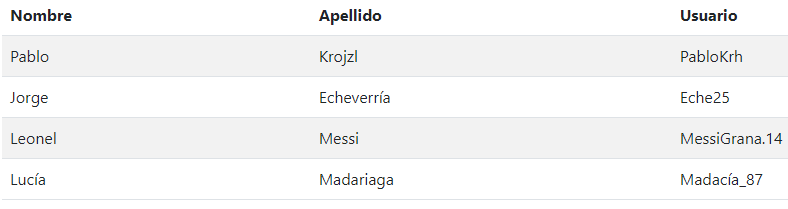 Nombre Apellido Usuario
Pablo Krojzl PabloKrh
Jorge Echeverría Eche25
Leonel Messi MessiGrana.14
Lucía Madariaga Madacía_87